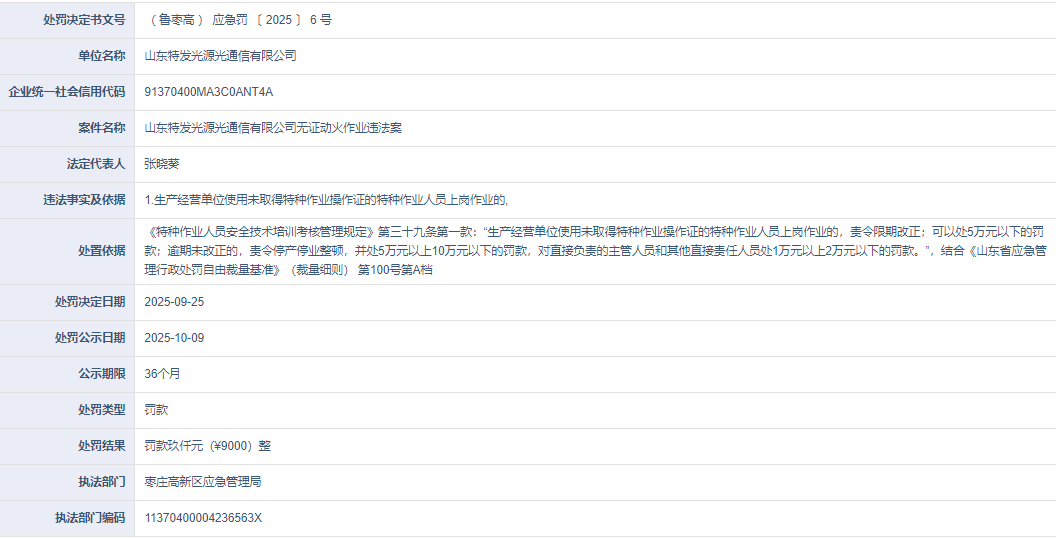 处罚决定书文号 （鲁枣高） 应急罚 〔 2025 〕 6 号
单位名称 山东特发光源光通信有限公司
企业统一社会信用代码 91370400MA3C0ANT4A
案件名称 山东特发光源光通信有限公司无证动火作业违法案
法定代表人 张晓葵
违法事实及依据 1.生产经营单位使用未取得特种作业操作证的特种作业人员上岗作业的,
处置依据 《特种作业人员安全技术培训考核管理规定》第三十九条第一款：“生产经营单位使用未取得特种作业操作证的特种作业人员上岗作业的，责令限期改正；可以处5万元以下的罚
款；逾期未改正的，责令停产停业整顿，并处5万元以上10万元以下的罚款，对直接负责的主管人员和其他直接责任人员处1万元以上2万元以下的罚款。”，结合《山东省应急管
理行政处罚自由裁量基准》（裁量细则） 第100号第A档
处罚决定日期 2025-09-25
处罚公示日期 2025-10-09
公示期限 36个月
处罚类型 罚款
处罚结果 罚款玖仟元（¥9000）整
执法部门 枣庄高新区应急管理局
执法部门编码 11370400004236563X